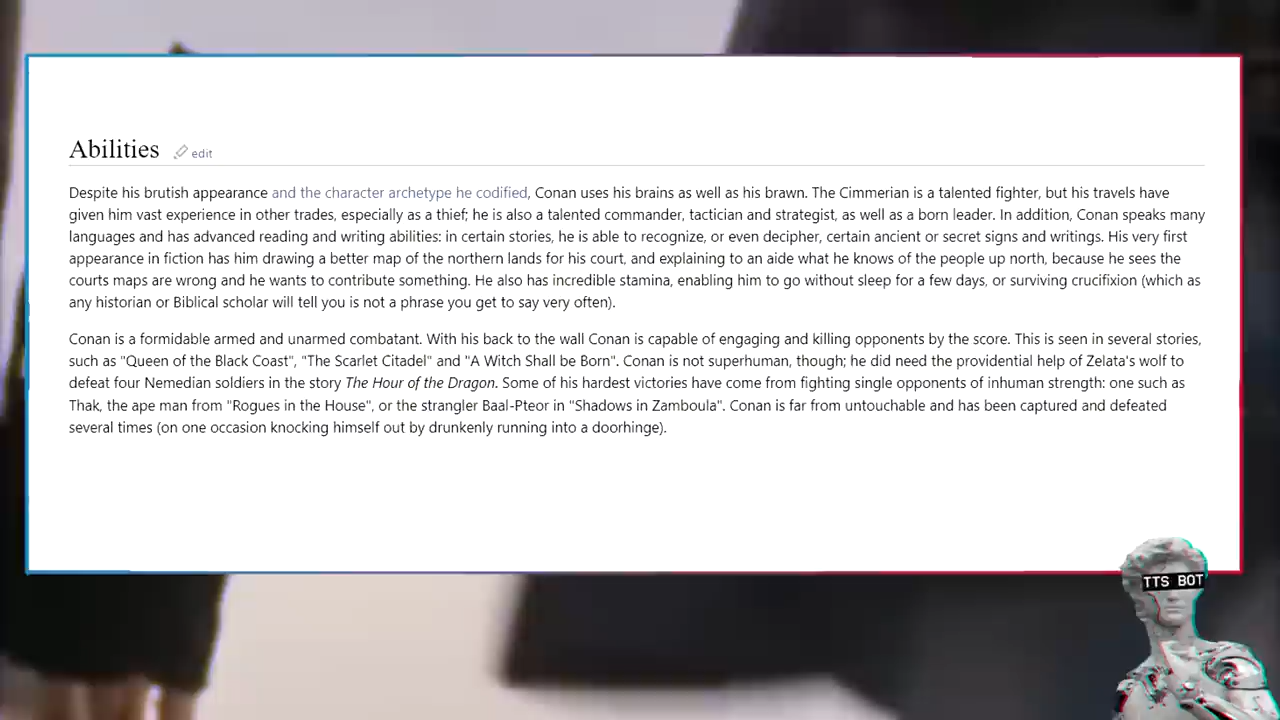 Abilities edit
Despite his brutish appearance and the character archetype he codified, Conan uses his brains as well as his brawn. The Cimmerian is a talented fighter, but his travels have
given him vast experience in other trades, especially as a thief; he is also a talented commander, tactician and strategist, as well as a born leader. In addition, Conan speaks many
languages and has advanced reading and writing abilities: in certain stories, he is able to recognize, or even decipher, certain ancient or secret signs and writings. His very first
appearance in fiction has him drawing a better map of the northern lands for his court, and explaining to an aide what he knows of the people up north, because he sees the
courts maps are wrong and he wants to contribute something. He also has incredible stamina, enabling him to go without sleep for a few days, or surviving crucifixion (which as
any historian or Biblical scholar will tell you is not a phrase you get to say very often).
Conan is a formidable armed and unarmed combatant. With his back to the wall Conan is capable of engaging and killing opponents by the score. This is seen in several stories,
such as "Queen of the Black Coast", "The Scarlet Citadel" and "A Witch Shall be Born". Conan is not superhuman, though; he did need the providential help of Zelata's wolf to
defeat four Nemedian soldiers in the story The Hour of the Dragon. Some of his hardest victories have come from fighting single opponents of inhuman strength: one such as
Thak, the ape man from "Rogues in the House", or the strangler Baal-Pteor in "Shadows in Zamboula". Conan is far from untouchable and has been captured and defeated
several times (on one occasion knocking himself out by drunkenly running into a doorhinge).
TTS BOT